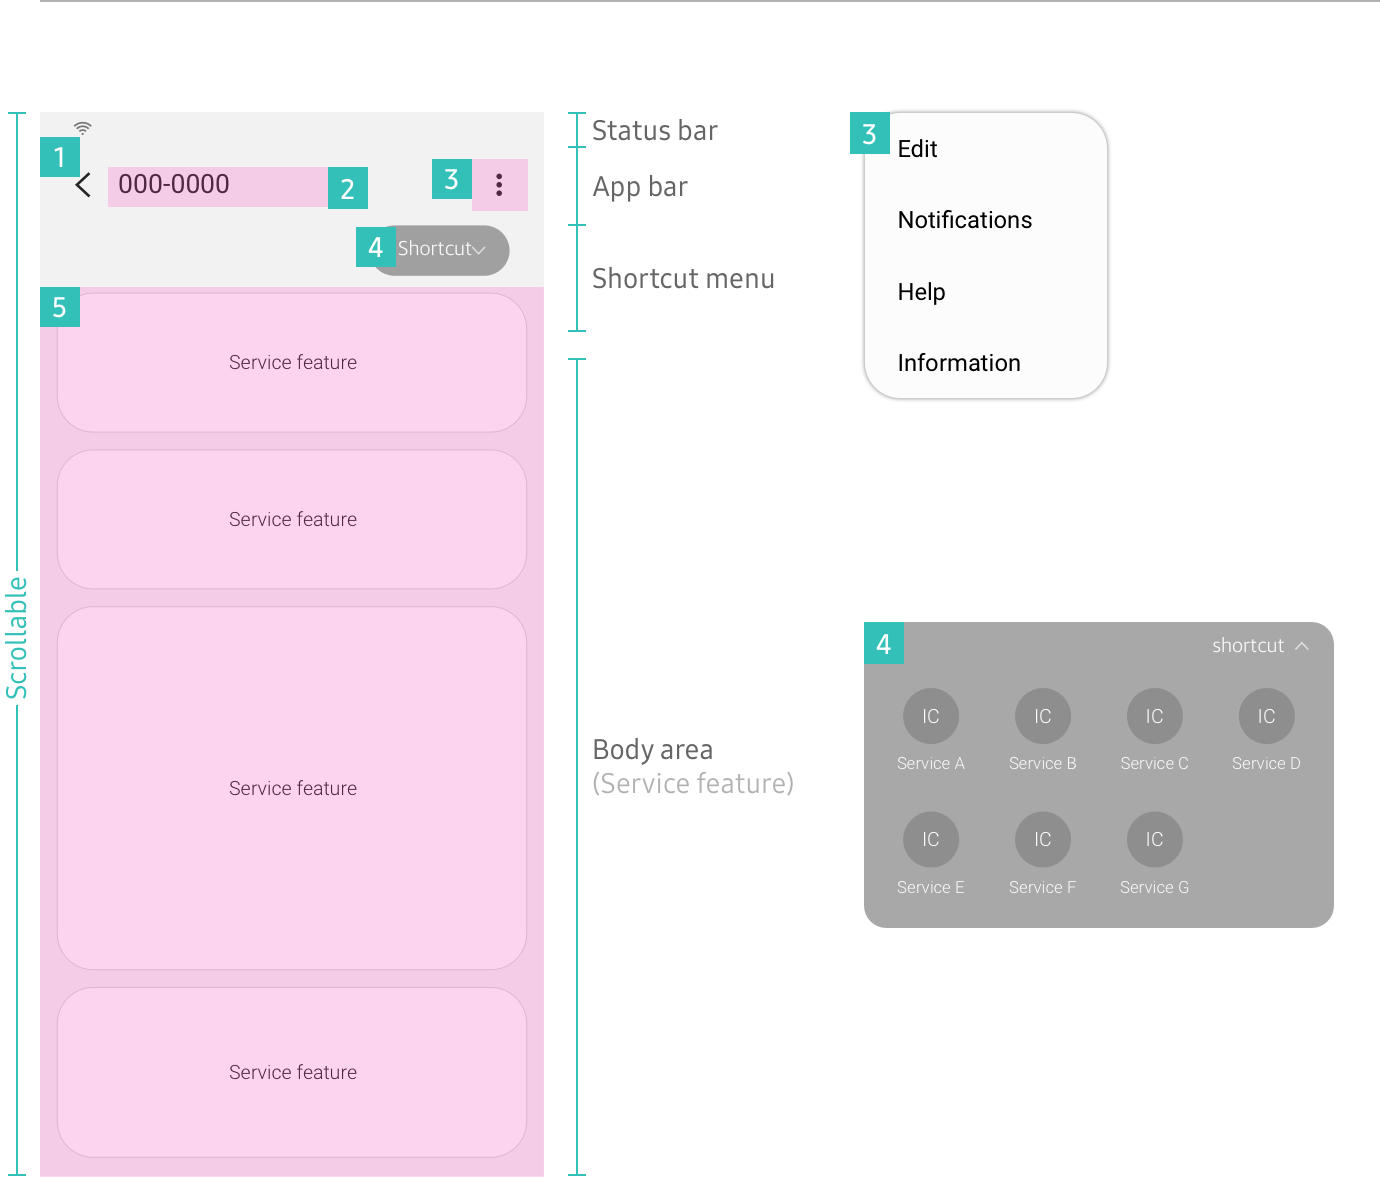 1
000-0000
2
3
4
Shortcut
5
Service feature
Service feature
Service feature
Service feature
Scrollable
Status bar
App bar
Shortcut menu
Body area
(Service feature)
3
Edit
Notifications
Help
Information
4
shortcut
IC IC IC IC
Service A Service B Service C Service D
IC IC IC
Service E Service F Service G